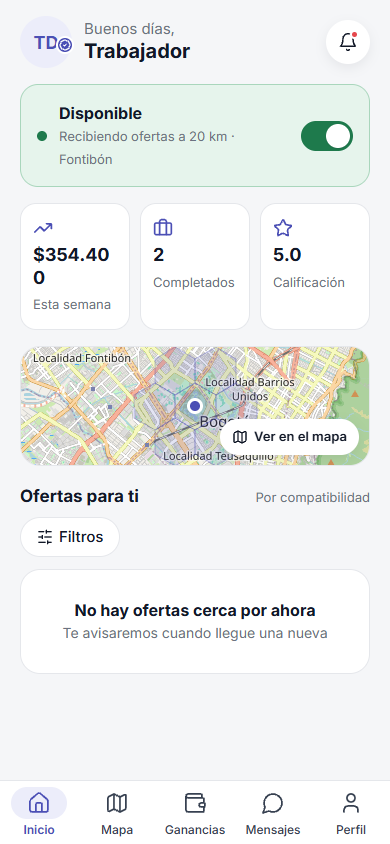 TD
Buenos días,
Trabajador
Disponible
Recibiendo ofertas a 20 km ·
Fontibón
$354.40
0
Esta semana
2
Completados
5.0
Calificación
Localidad Fontibón
Localidad Barrios
Unidos
Localidad Teusaquillo
Ver en el mapa
Ofertas para ti
Por compatibilidad
Filtros
No hay ofertas cerca por ahora
Te avisaremos cuando llegue una nueva
Inicio
Mapa
Ganancias
Mensajes
Perfil